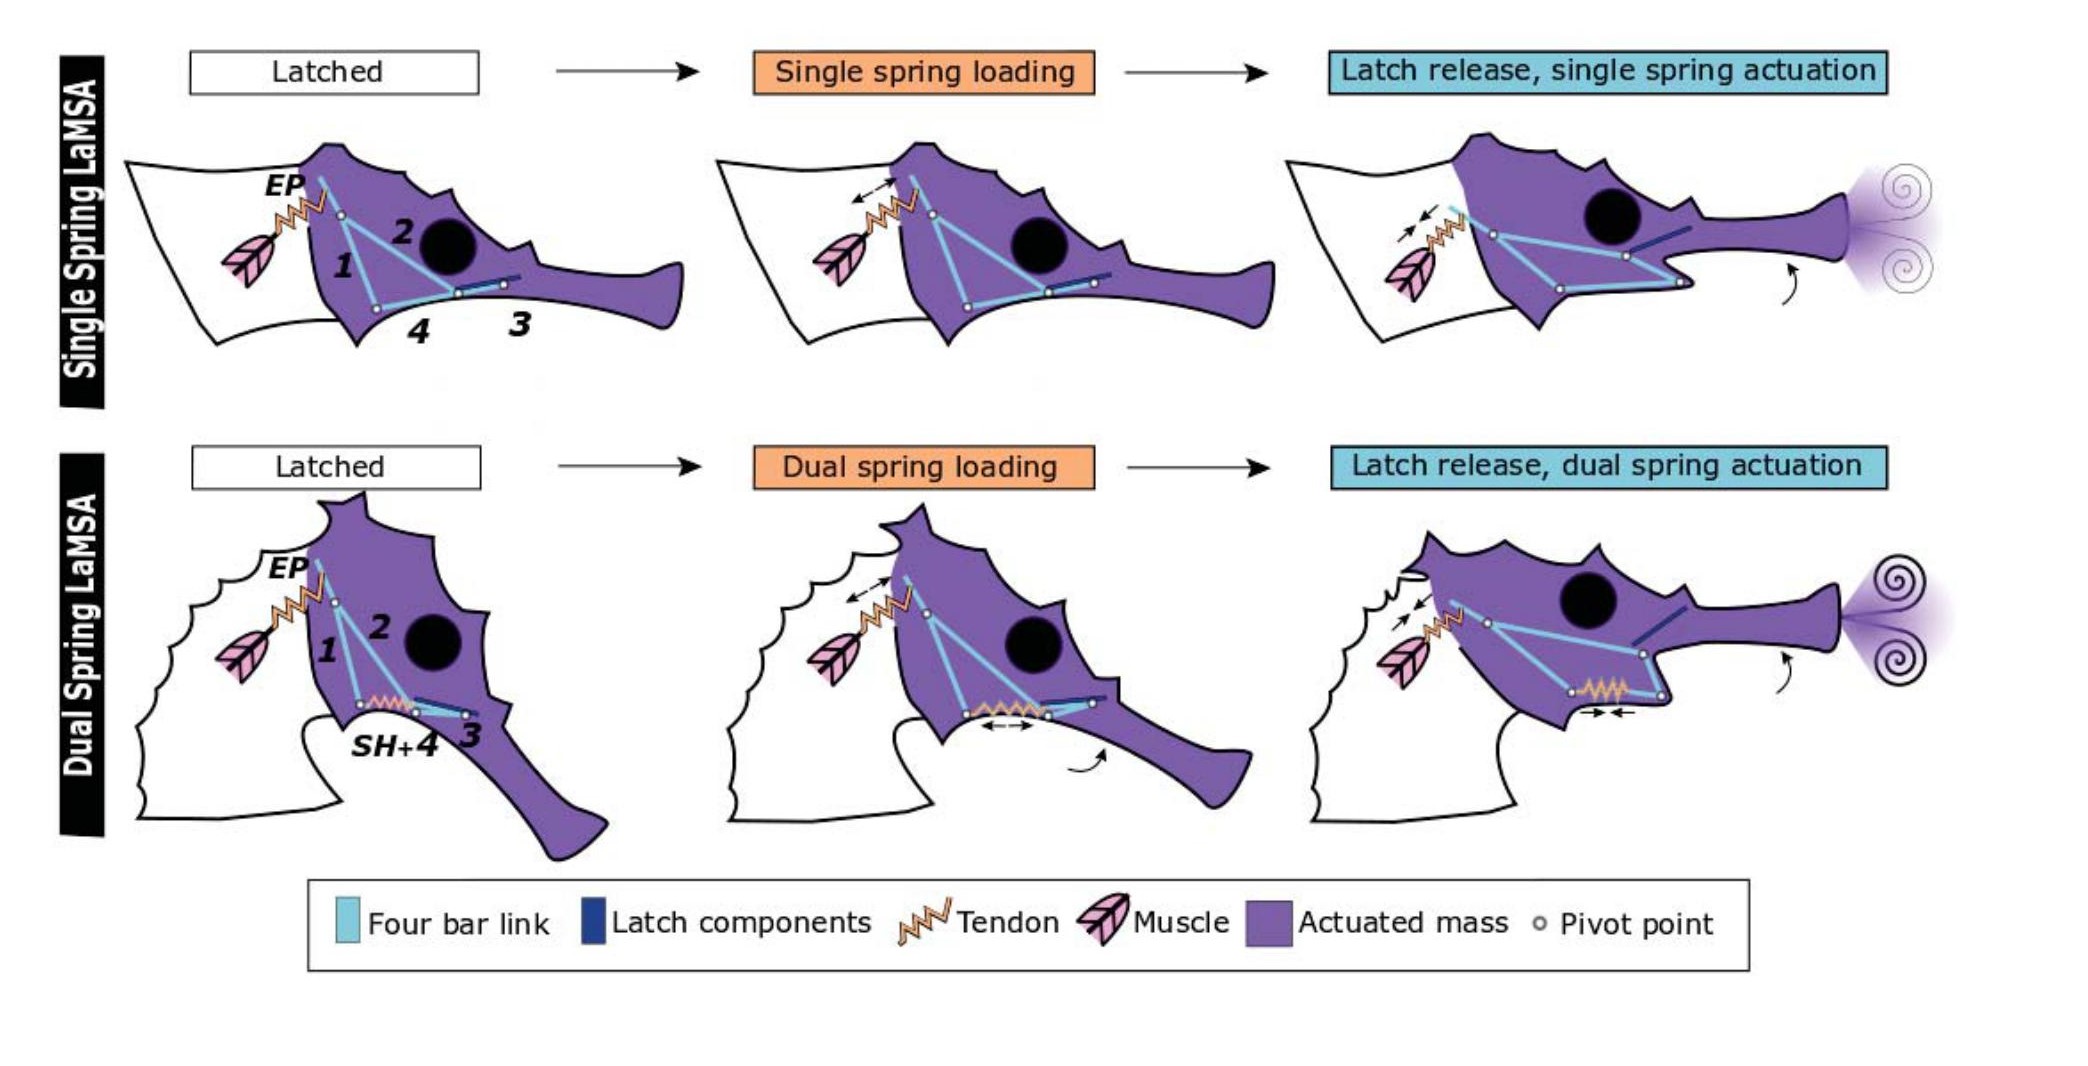 Single Spring LaMSA
Latched
Single spring loading
Latch release, single spring actuation
EP
2
1
4
3
Dual Spring LaMSA
Latched
Dual spring loading
Latch release, dual spring actuation
EP
2
1
SH+4
3
Four bar link
Latch components
Tendon
Muscle
Actuated mass
Pivot point